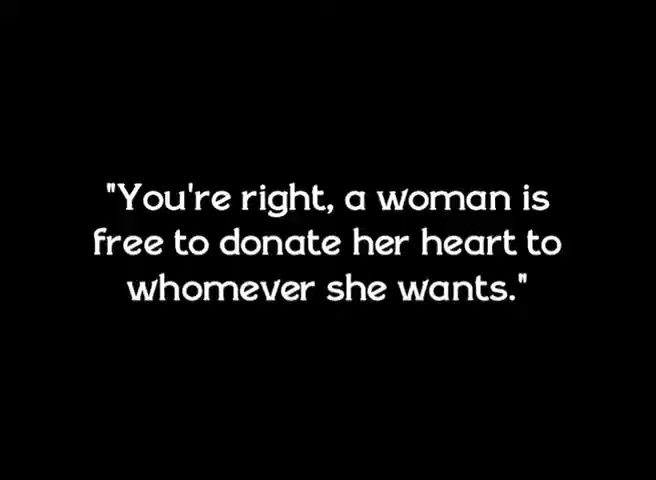 "You're right, a woman is
free to donate her heart to
whomever she wants."